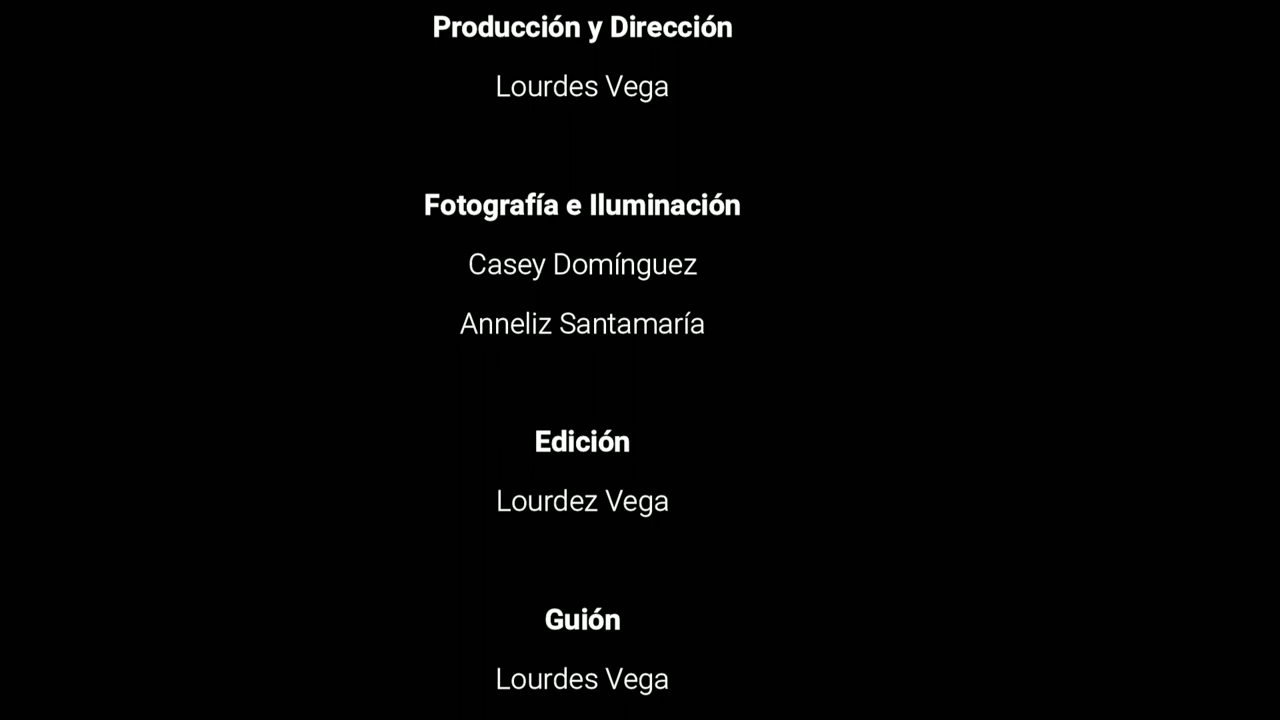 Producción y Dirección
Lourdes Vega
Fotografía e Iluminación
Casey Domínguez
Anneliz Santamaría
Edición
Lourdez Vega
Guión
Lourdes Vega